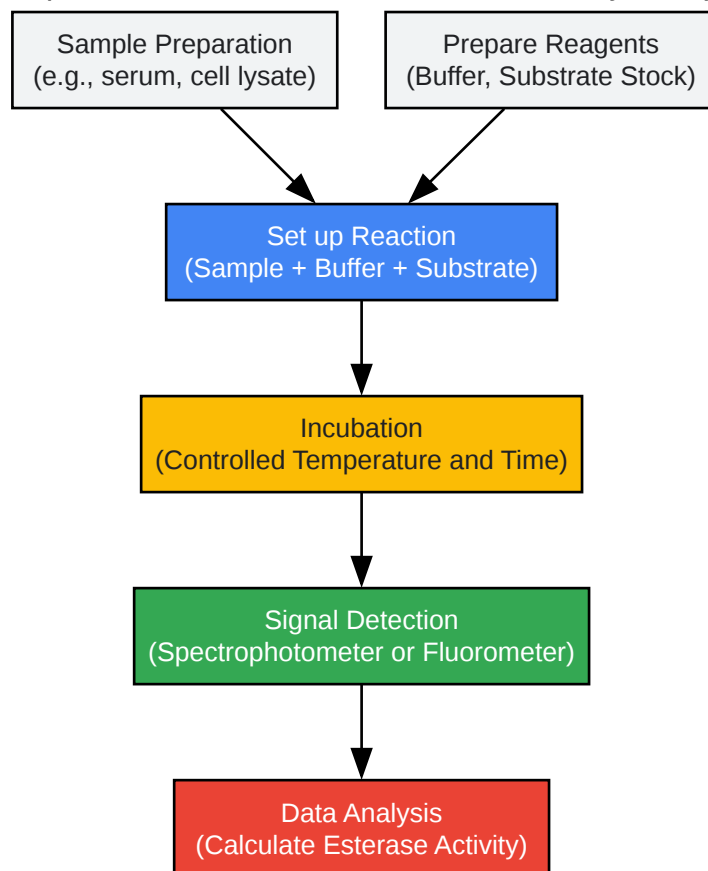 Sample Preparation
(e.g., serum, cell lysate)
Prepare Reagents
(Buffer, Substrate Stock)
Set up Reaction
(Sample + Buffer + Substrate)
Incubation
(Controlled Temperature and Time)
Signal Detection
(Spectrophotometer or Fluorometer)
Data Analysis
(Calculate Esterase Activity)